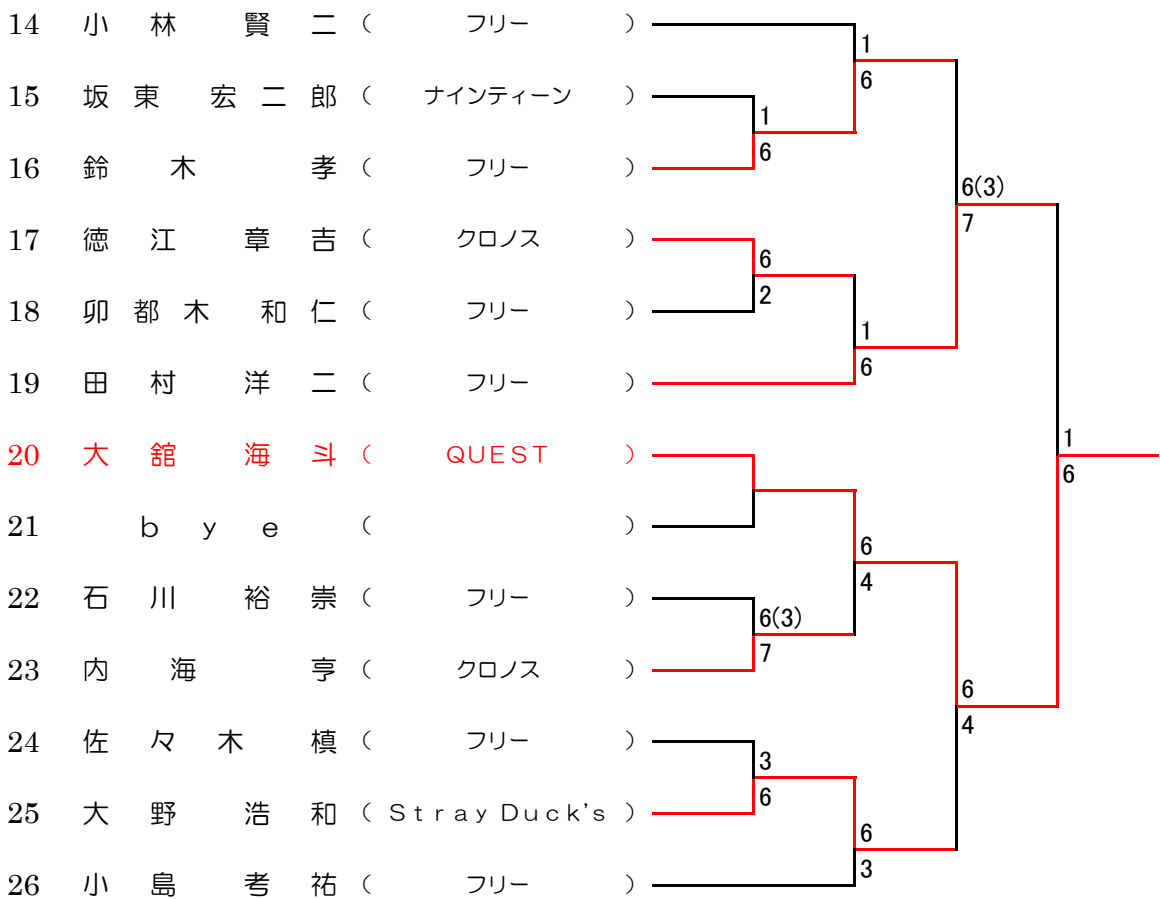 14 小林 賢二（ フリー ）
1
6
15 坂東 宏二郎（ ナインティーン ）
1
6
16 鈴木 孝（ フリー ）
6(3)
7
17 徳江 章吉（ クロノス ）
6
2
18 卯都木 和仁（ フリー ）
1
6
19 田村 洋二（ フリー ）
20 大舘 海斗（ QUEST ）
1
6
21 bye（ ）
6
4
22 石川 裕崇（ フリー ）
6(3)
7
23 内海 亨（ クロノス ）
6
4
24 佐々木 槙（ フリー ）
3
6
25 大野 浩和（ Stray Duck's ）
6
3
26 小島 考祐（ フリー ）